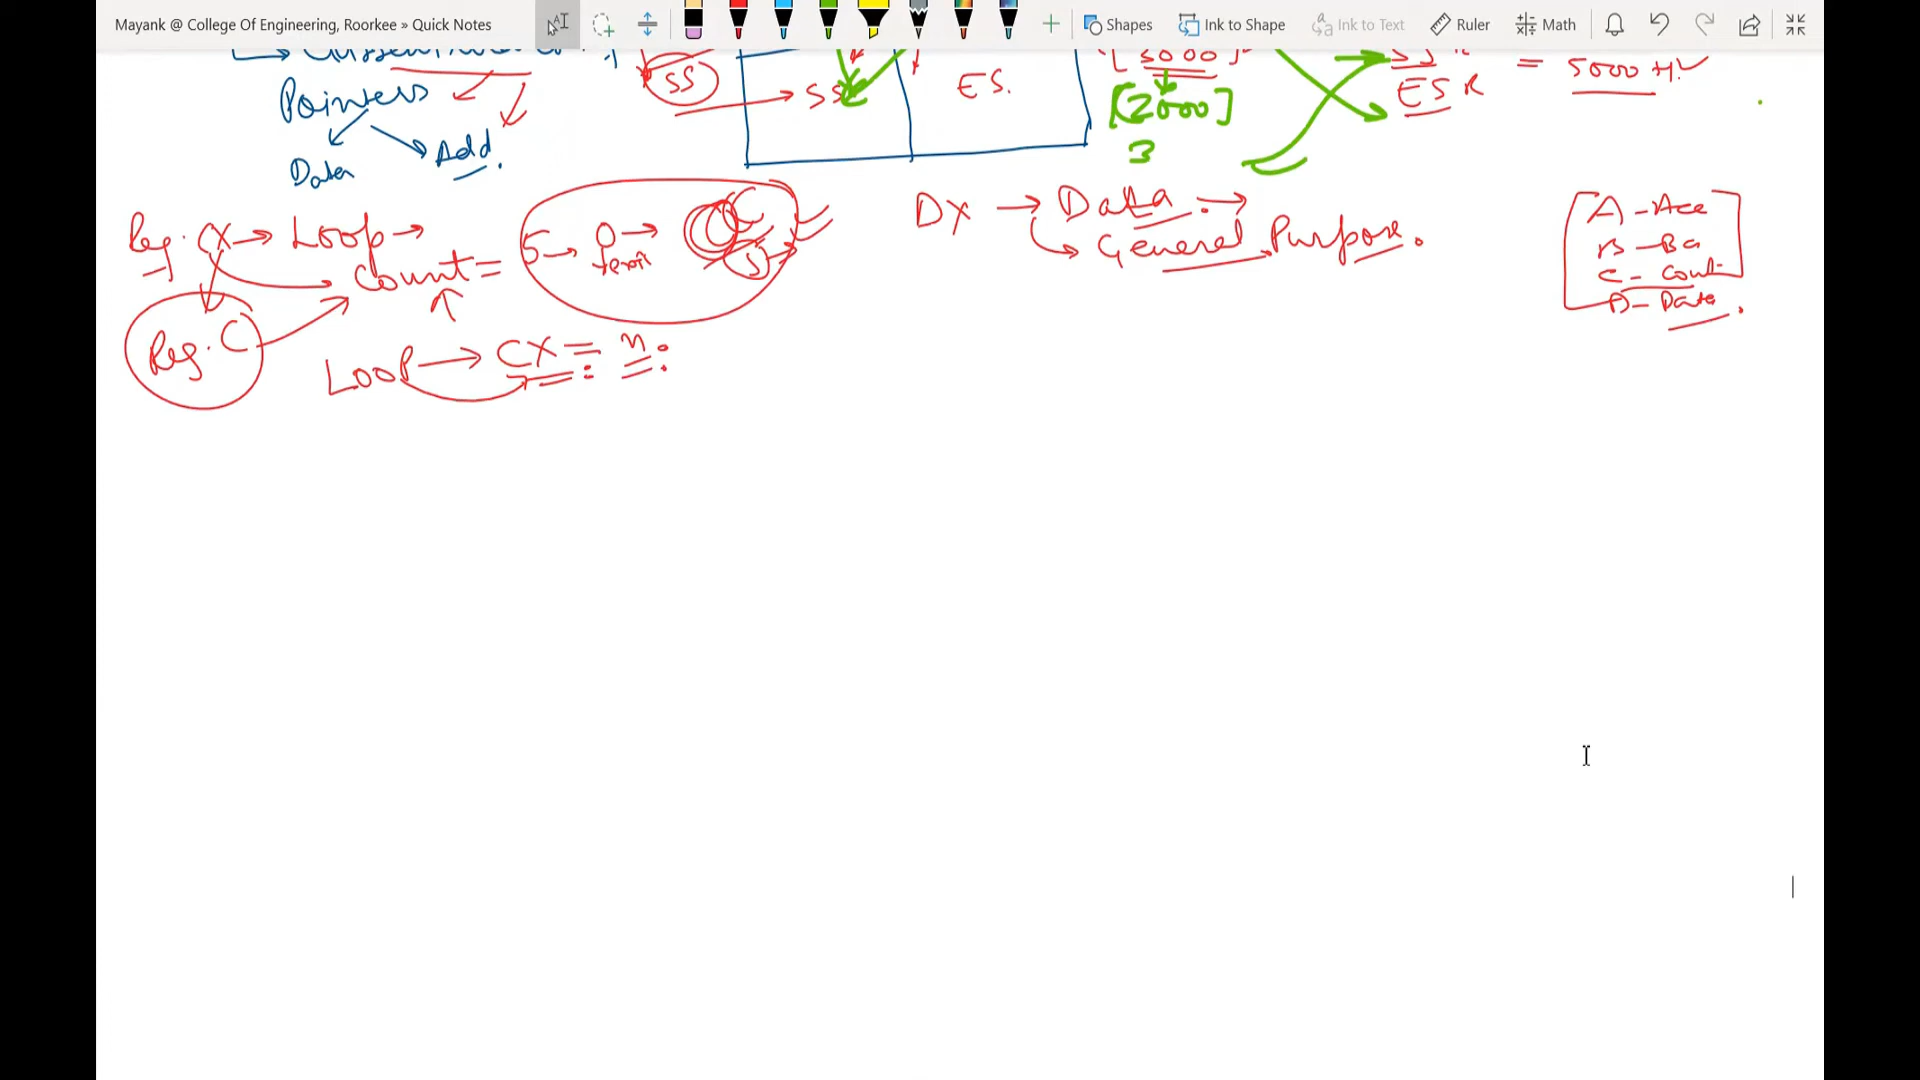 Mayank @ College Of Engineering, Roorkee » Quick Notes
Shapes
Ink to Shape
Ink to Text
Ruler
Math
Pointers
Data
Add.
SS
SS
ES.
[5000]
[2000]
3
ESR
= 5000 H.
Reg. CX → Loop →
Count =
5 → 0 →
DX → Data. →
General Purpose.
A - Acc
B - Ba
C - Count
D - Data.
Reg. C
LOOP → CX = n: